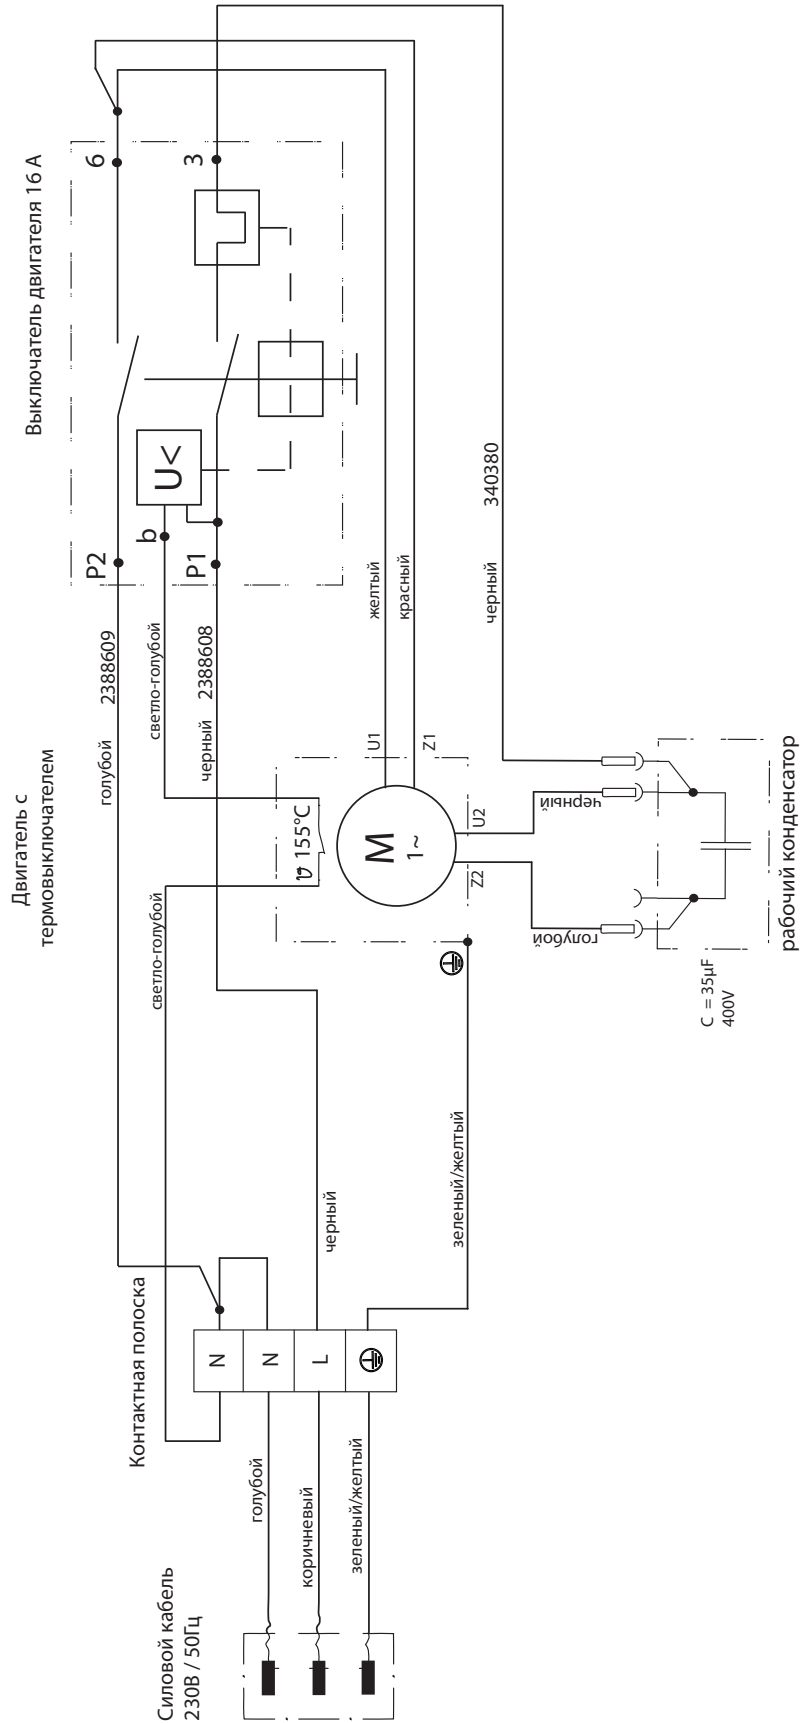 Силовой кабель
230В / 50Гц
голубой
коричневый
зеленый/желтый
Контактная полоска
N
N
L
черный
зеленый/желтый
Двигатель с
термовыключателем
голубой
2388609
светло-голубой
светло-голубой
черный
2388608
ϑ 155°C
M
1~
U1
Z1
U2
Z2
желтый
красный
Выключатель двигателя 16 А
P2
b
P1
U<
6
3
черный
340380
черный
голубой
C = 35µF
400V
рабочий конденсатор